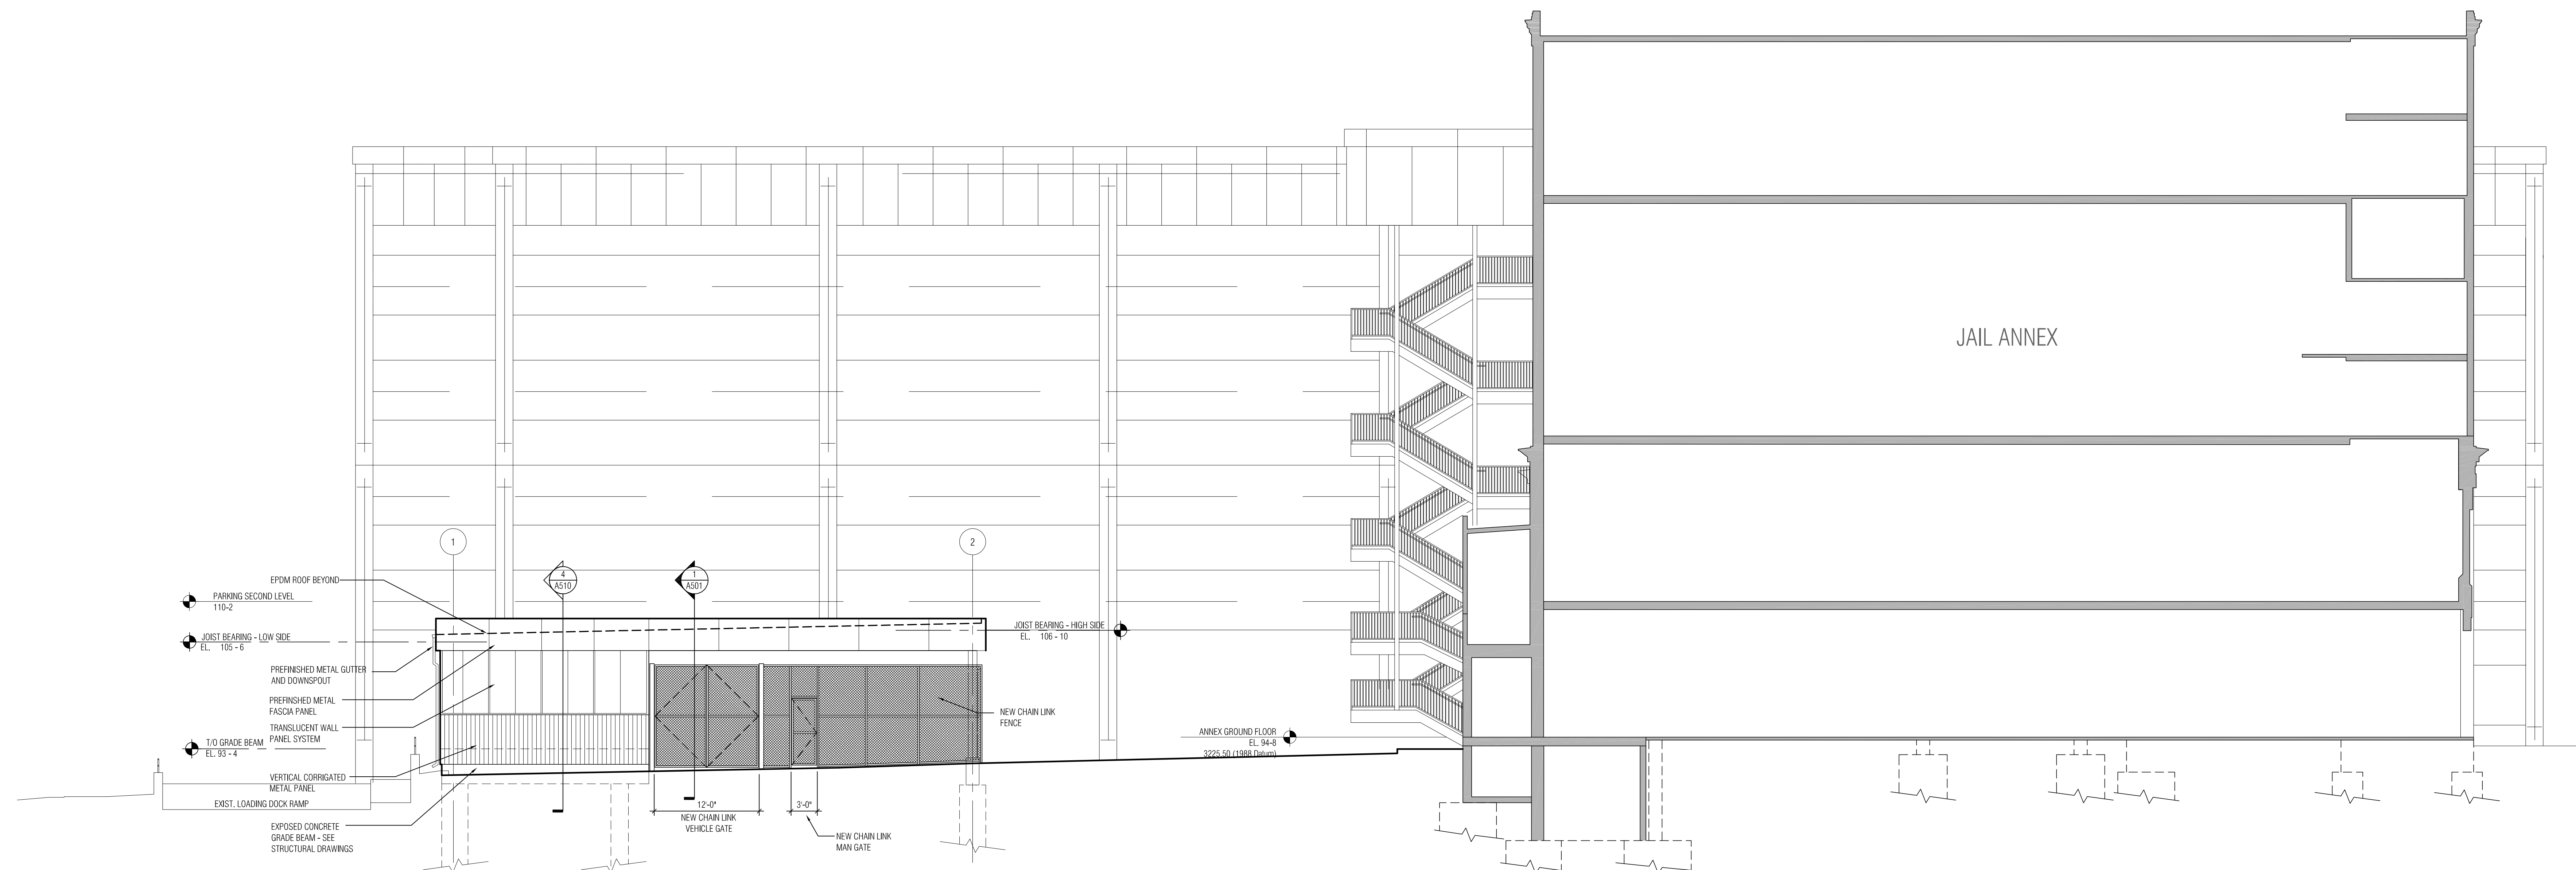 JAIL ANNEX
1
2
4
A510
1
A501
EPDM ROOF BEYOND
PARKING SECOND LEVEL
110-2
JOIST BEARING - LOW SIDE
EL. 105 - 6
JOIST BEARING - HIGH SIDE
EL. 106 - 10
PREFINISHED METAL GUTTER
AND DOWNSPOUT
PREFINSHED METAL
FASCIA PANEL
TRANSLUCENT WALL
PANEL SYSTEM
T/O GRADE BEAM
EL. 93 - 4
NEW CHAIN LINK
FENCE
ANNEX GROUND FLOOR
EL. 94-8
3225.50 (1988 Datum)
VERTICAL CORRIGATED
METAL PANEL
EXIST. LOADING DOCK RAMP
12'-0"
3'-0"
NEW CHAIN LINK
VEHICLE GATE
EXPOSED CONCRETE
GRADE BEAM - SEE
STRUCTURAL DRAWINGS
NEW CHAIN LINK
MAN GATE